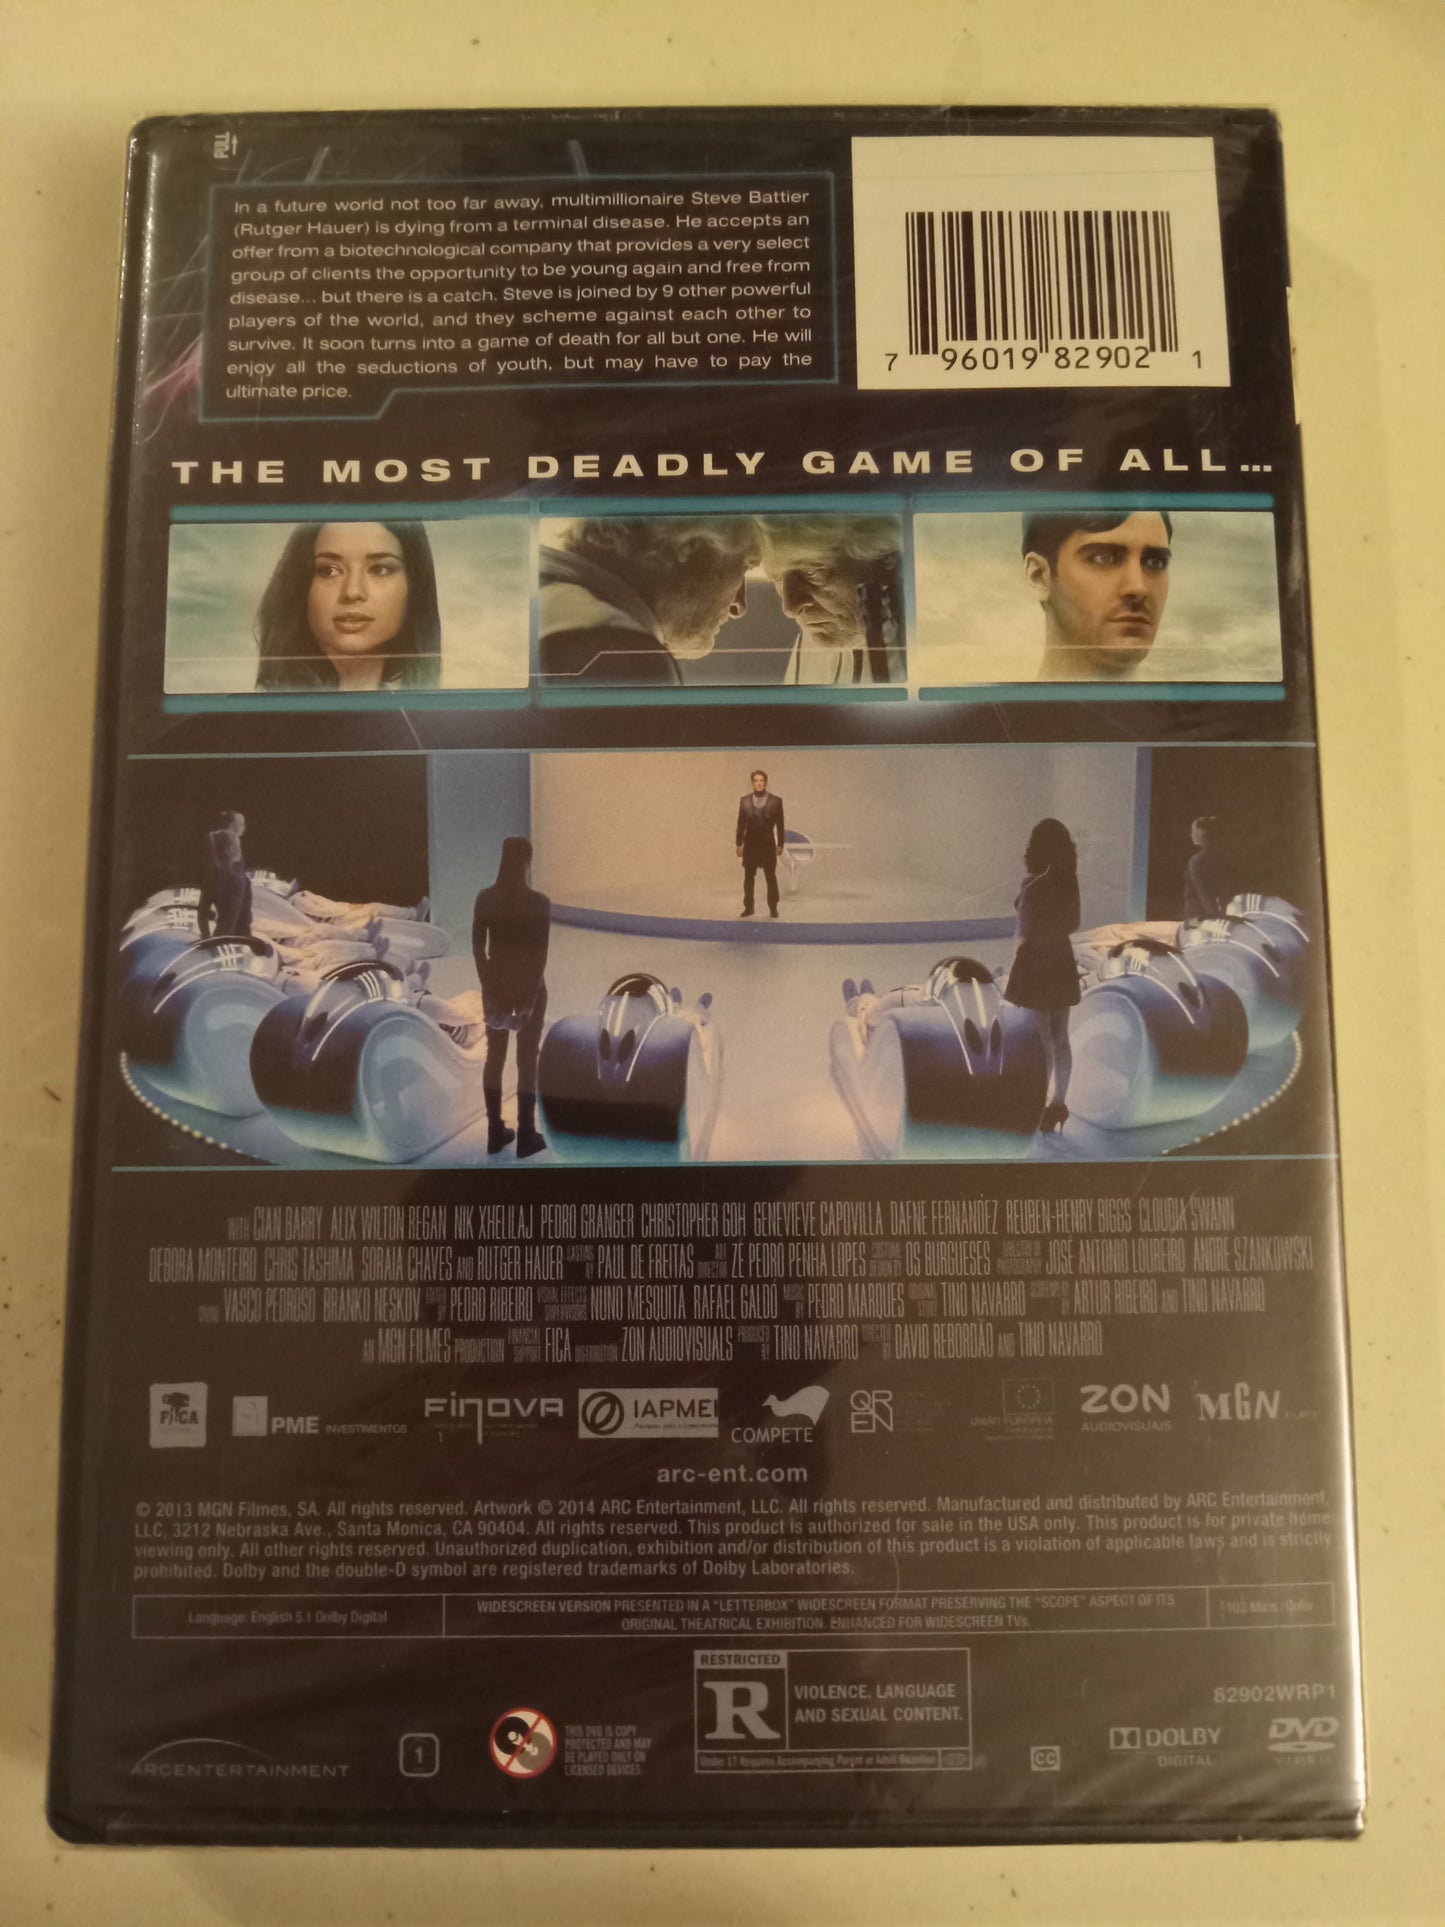 PULL
In a future world not too far away, multimillionaire Steve Battier
(Rutger Hauer) is dying from a terminal disease. He accepts an
offer from a biotechnological company that provides a very select
group of clients the opportunity to be young again and free from
disease... but there is a catch. Steve is joined by 9 other powerful
players of the world, and they scheme against each other to
survive. It soon turns into a game of death for all but one. He will
enjoy all the seductions of youth, but may have to pay the
ultimate price.
7 96019 82902 1
THE MOST DEADLY GAME OF ALL...
WITH CIAN BARRY ALIX WILTON REGAN NIK XHELILAJ PEDRO GRANGER CHRISTOPHER GOH GENEVIEVE CAPOVILLA DAFNE FERNÁNDEZ REUBEN-HENRY BIGGS CLOUDIA SWANN
DÉBORA MONTEIRO CHRIS TASHIMA SORAIA CHAVES AND RUTGER HAUER CASTING BY PAUL DE FREITAS ART DIRECTOR ZÉ PEDRO PENHA LOPES COSTUME DESIGN BY OS BURGUESES DIRECTOR OF PHOTOGRAPHY JOSÉ ANTÓNIO LOUREIRO ANDRÉ SZANKOWSKI
SOUND VASCO PEDROSO BRANKO NESKOV EDITED BY PEDRO RIBEIRO VISUAL EFFECTS SUPERVISORS NUNO MESQUITA RAFAEL GALDÓ MUSIC BY PEDRO MARQUES ORIGINAL STORY TINO NAVARRO SCREENPLAY BY ARTUR RIBEIRO AND TINO NAVARRO
AN MGN FILMES PRODUCTION FINANCIAL SUPPORT FICA DISTRIBUTION ZON AUDIOVISUALS PRODUCED BY TINO NAVARRO DIRECTED BY DAVID REBORDÃO AND TINO NAVARRO
FICA PME INVESTIMENTOS FINOVA IAPMEI COMPETE QREN UNIÃO EUROPEIA ZON AUDIOVISUAIS MGN
arc-ent.com
© 2013 MGN Filmes, SA. All rights reserved. Artwork © 2014 ARC Entertainment, LLC. All rights reserved. Manufactured and distributed by ARC Entertainment,
LLC, 3212 Nebraska Ave., Santa Monica, CA 90404. All rights reserved. This product is authorized for sale in the USA only. This product is for private home
viewing only. All other rights reserved. Unauthorized duplication, exhibition and/or distribution of this product is a violation of applicable laws and is strictly
prohibited. Dolby and the double-D symbol are registered trademarks of Dolby Laboratories.
Language: English 5.1 Dolby Digital
WIDESCREEN VERSION PRESENTED IN A "LETTERBOX" WIDESCREEN FORMAT PRESERVING THE "SCOPE" ASPECT OF ITS
ORIGINAL THEATRICAL EXHIBITION. ENHANCED FOR WIDESCREEN TVs.
102 Mins /Color
ARCENTERTAINMENT
1
THIS DVD IS COPY
PROTECTED AND MAY
BE PLAYED ONLY ON
LICENSED DEVICES.
RESTRICTED
R
VIOLENCE, LANGUAGE
AND SEXUAL CONTENT.
Under 17 Requires Accompanying Parent or Adult Guardian
CC
82902WRP1
DOLBY
DIGITAL
DVD
VIDEO